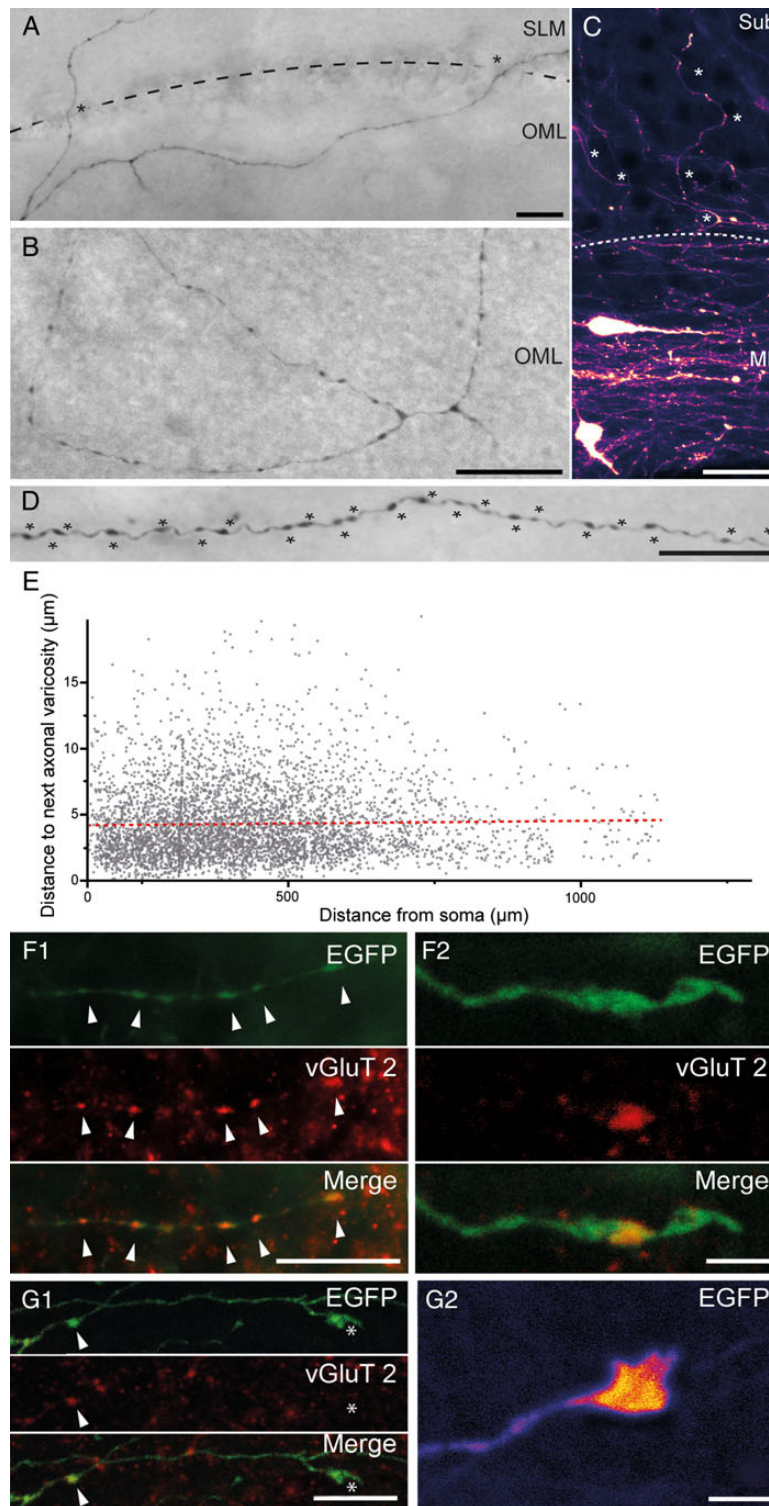 A
SLM
*
*
OML
C
Sub
*
*
*
*
*
B
OML
D
* * * * * * * * * * * * * * * * * * * *
E
Distance to next axonal varicosity (µm)
15
10
5
0
0
500
1000
Distance from soma (µm)
F1
EGFP
vGluT 2
Merge
F2
EGFP
vGluT 2
Merge
G1
EGFP
*
vGluT 2
*
Merge
*
G2
EGFP